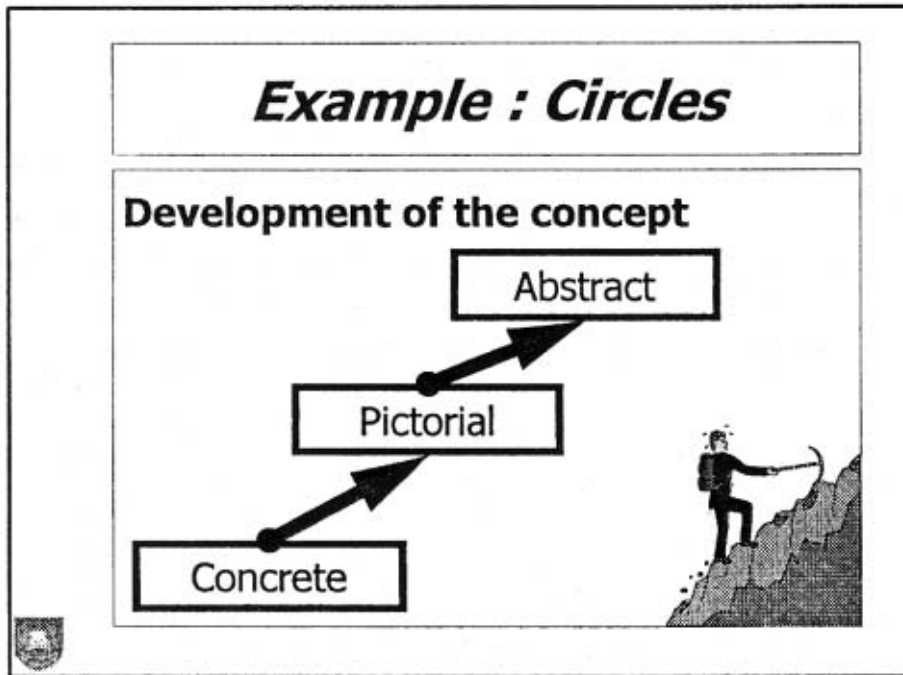 Example : Circles
Development of the concept
Abstract
Pictorial
Concrete